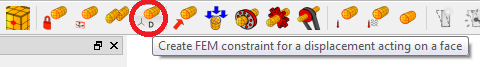 D
Create FEM constraint for a displacement acting on a face